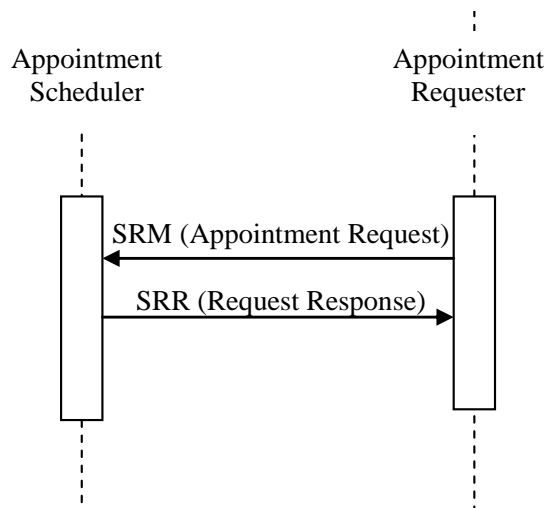 Appointment
Scheduler
Appointment
Requester
SRM (Appointment Request)
SRR (Request Response)